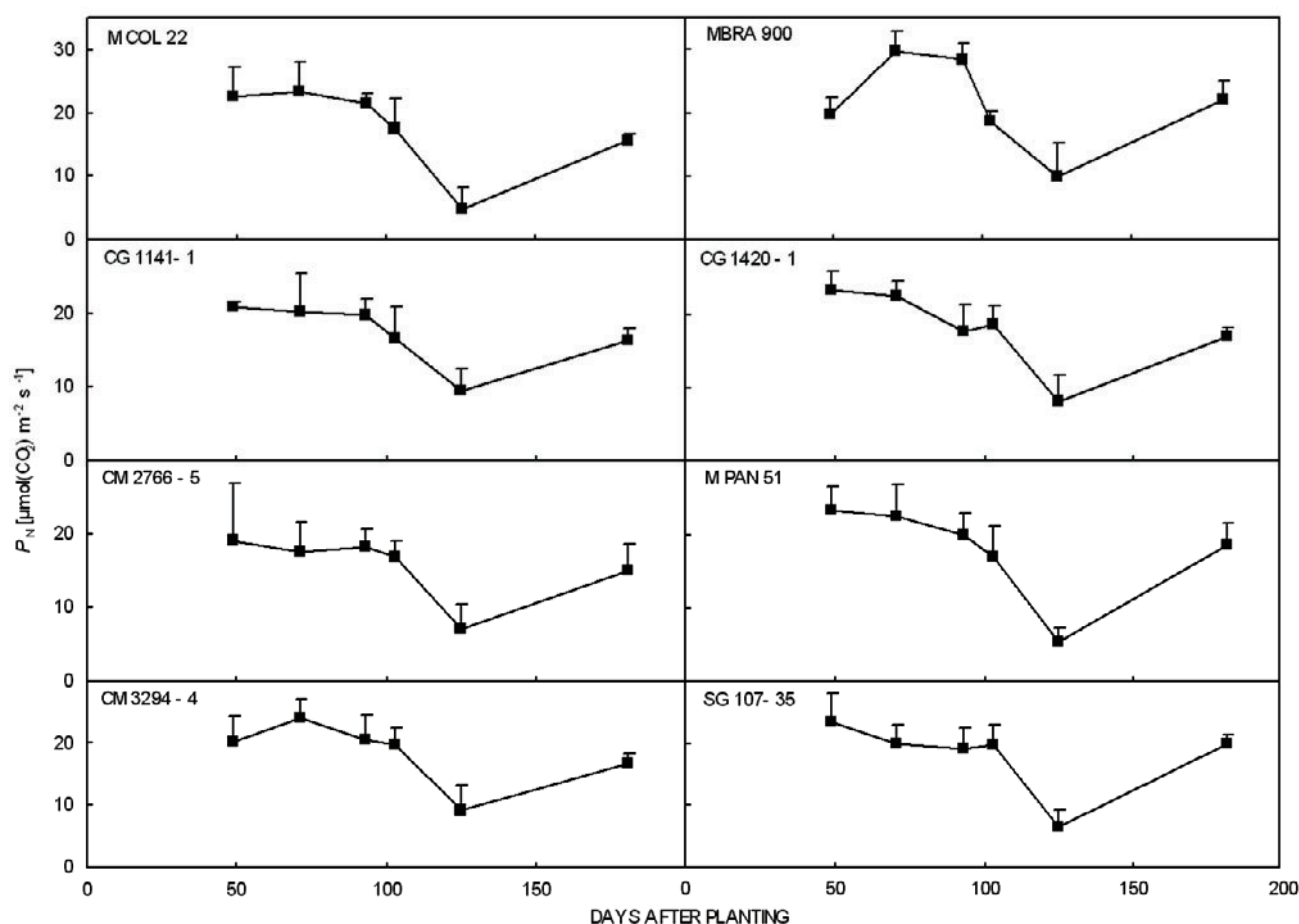 M COL 22
MBRA 900
30
20
10
0
CG 1141- 1
CG 1420 - 1
20
10
0
CM 2766 - 5
M PAN 51
20
10
0
CM 3294 - 4
SG 107- 35
20
10
0
0 50 100 150 0 50 100 150 200
P_N [µmol(CO₂) m⁻² s⁻¹]
DAYS AFTER PLANTING